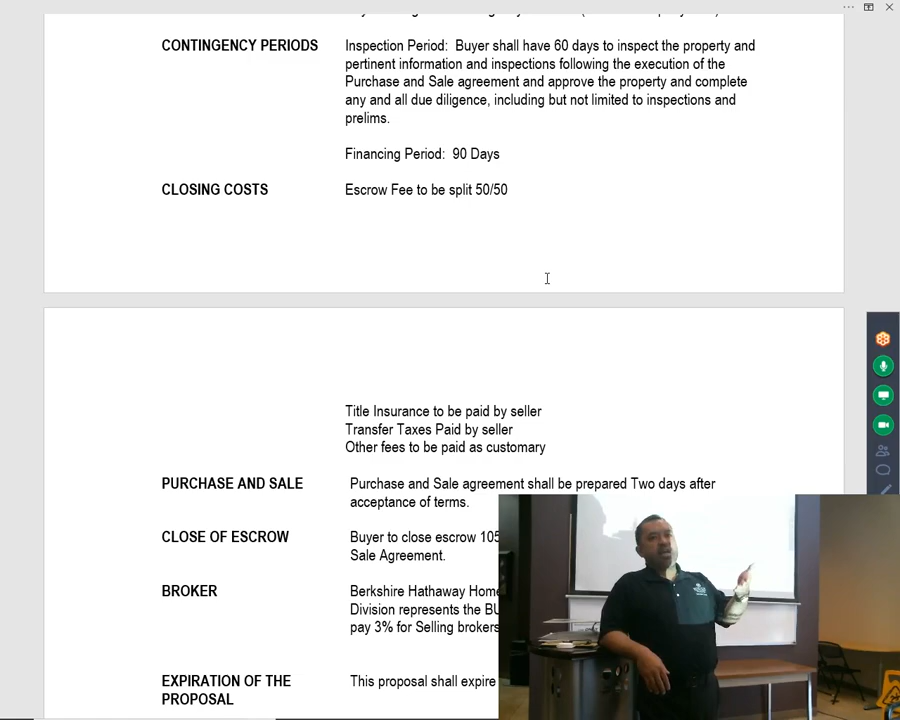 CONTINGENCY PERIODS
Inspection Period: Buyer shall have 60 days to inspect the property and
pertinent information and inspections following the execution of the
Purchase and Sale agreement and approve the property and complete
any and all due diligence, including but not limited to inspections and
prelims.
Financing Period: 90 Days
CLOSING COSTS
Escrow Fee to be split 50/50
Title Insurance to be paid by seller
Transfer Taxes Paid by seller
Other fees to be paid as customary
PURCHASE AND SALE
Purchase and Sale agreement shall be prepared Two days after
acceptance of terms.
CLOSE OF ESCROW
Buyer to close escrow 105
Sale Agreement.
BROKER
Berkshire Hathaway Home
Division represents the BU
pay 3% for Selling brokers
EXPIRATION OF THE
PROPOSAL
This proposal shall expire